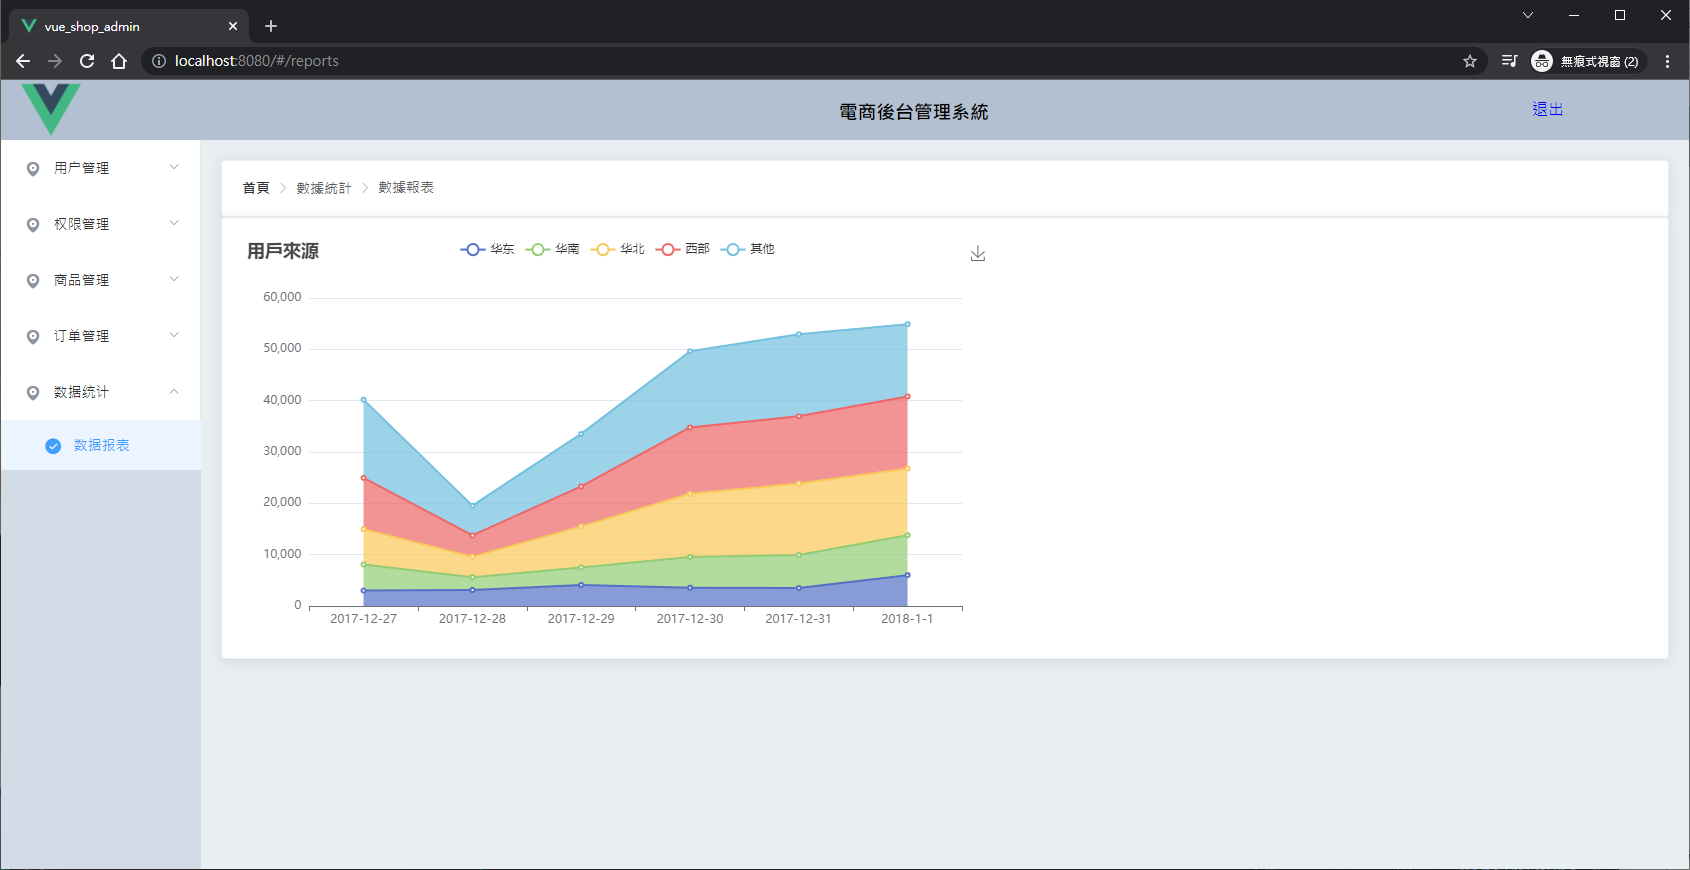 vue_shop_admin
localhost:8080/#/reports
無痕式視窗 (2)
電商後台管理系統
退出
用户管理
权限管理
商品管理
订单管理
数据统计
数据报表
首頁 數據統計 數據報表
用戶來源
华东 华南 华北 西部 其他
60,000
50,000
40,000
30,000
20,000
10,000
0
2017-12-27 2017-12-28 2017-12-29 2017-12-30 2017-12-31 2018-1-1